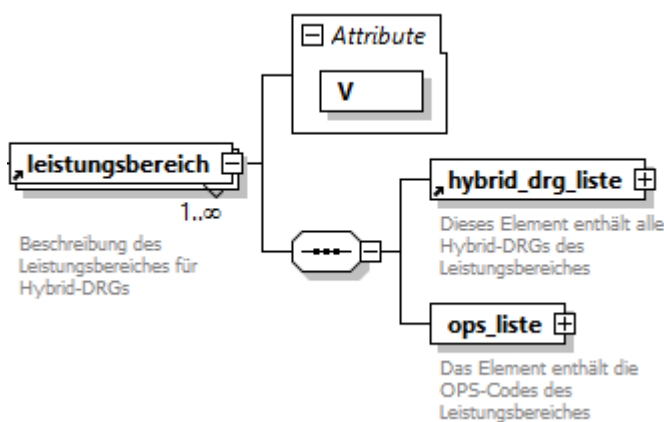 Attribute
V
leistungsbereich
1..∞
Beschreibung des
Leistungsbereiches für
Hybrid-DRGs
hybrid_drg_liste
Dieses Element enthält alle
Hybrid-DRGs des
Leistungsbereiches
ops_liste
Das Element enthält die
OPS-Codes des
Leistungsbereiches